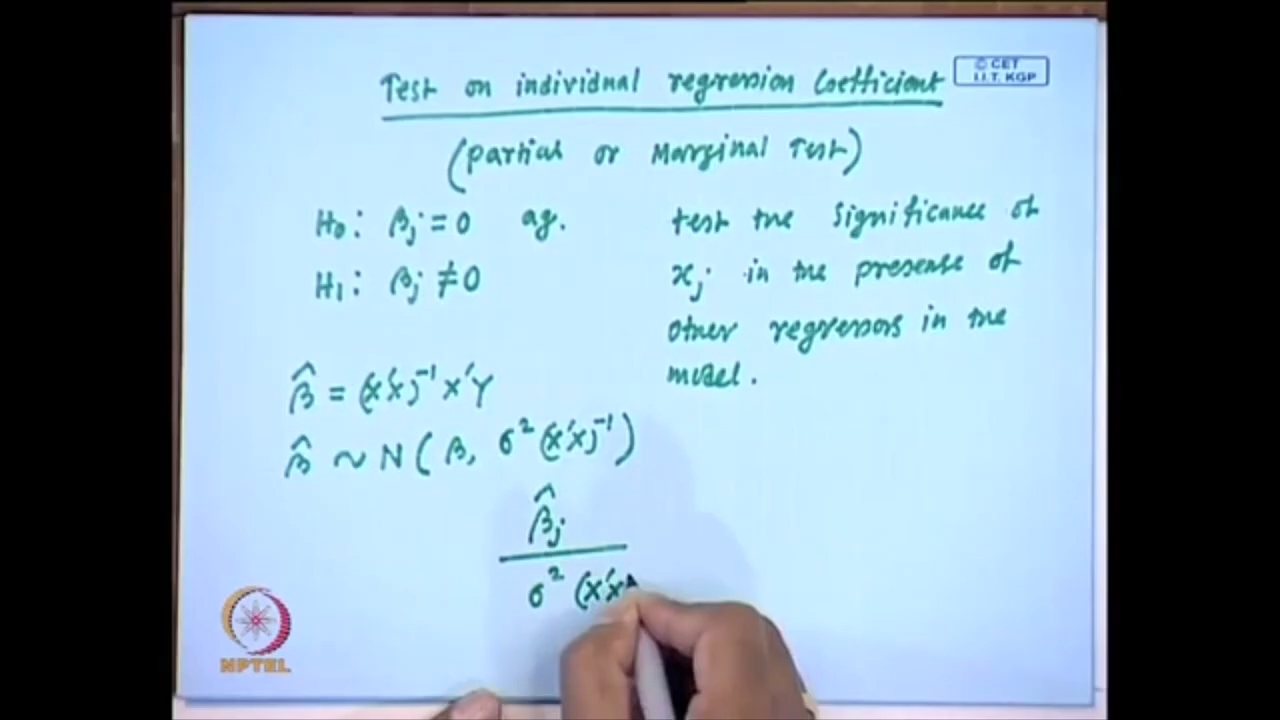 © CET
I.I.T. KGP
Test on individual regression Coefficient
(Partial or Marginal Test)
H₀: βj = 0 ag.
H₁: βj ≠ 0
test the significance of
xj in the presense of
other regressors in the
model.
β̂ = (X'X)⁻¹ X'Y
β̂ ~ N(β, σ² (X'X)⁻¹)
β̂j
σ² (X'X
NPTEL